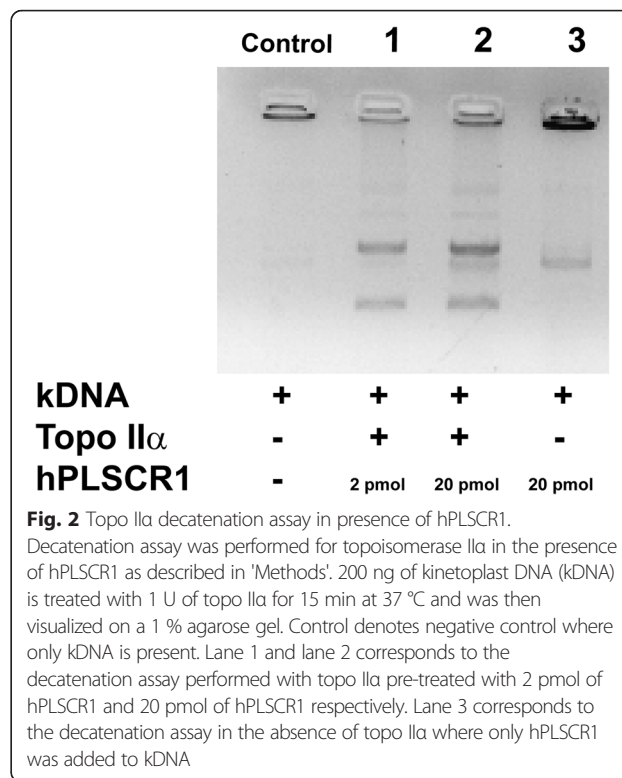 Control 1 2 3
kDNA + + + +
Topo IIα - + + -
hPLSCR1 - 2 pmol 20 pmol 20 pmol
Fig. 2 Topo IIα decatenation assay in presence of hPLSCR1.
Decatenation assay was performed for topoisomerase IIα in the presence
of hPLSCR1 as described in 'Methods'. 200 ng of kinetoplast DNA (kDNA)
is treated with 1 U of topo IIα for 15 min at 37 °C and was then
visualized on a 1 % agarose gel. Control denotes negative control where
only kDNA is present. Lane 1 and lane 2 corresponds to the
decatenation assay performed with topo IIα pre-treated with 2 pmol of
hPLSCR1 and 20 pmol of hPLSCR1 respectively. Lane 3 corresponds to
the decatenation assay in the absence of topo IIα where only hPLSCR1
was added to kDNA